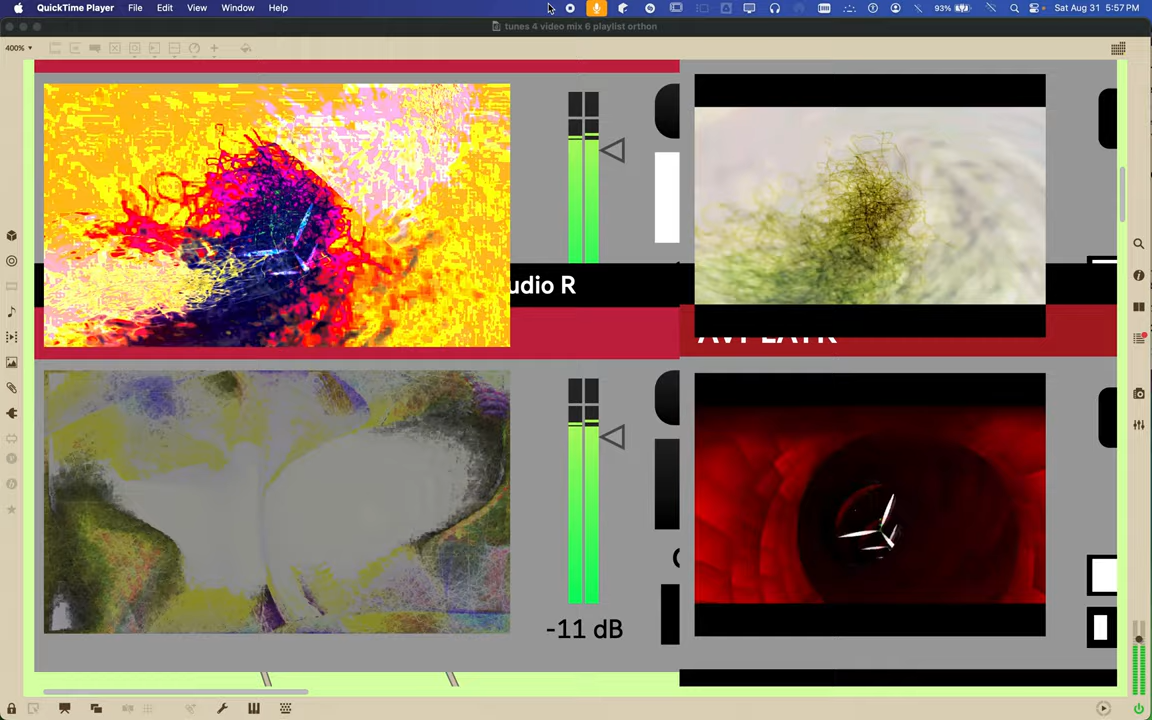 QuickTime Player File Edit View Window Help 93% Sat Aug 31 5:57 PM
tunes 4 video mix 6 playlist orthon
400%
udio R
-11 dB